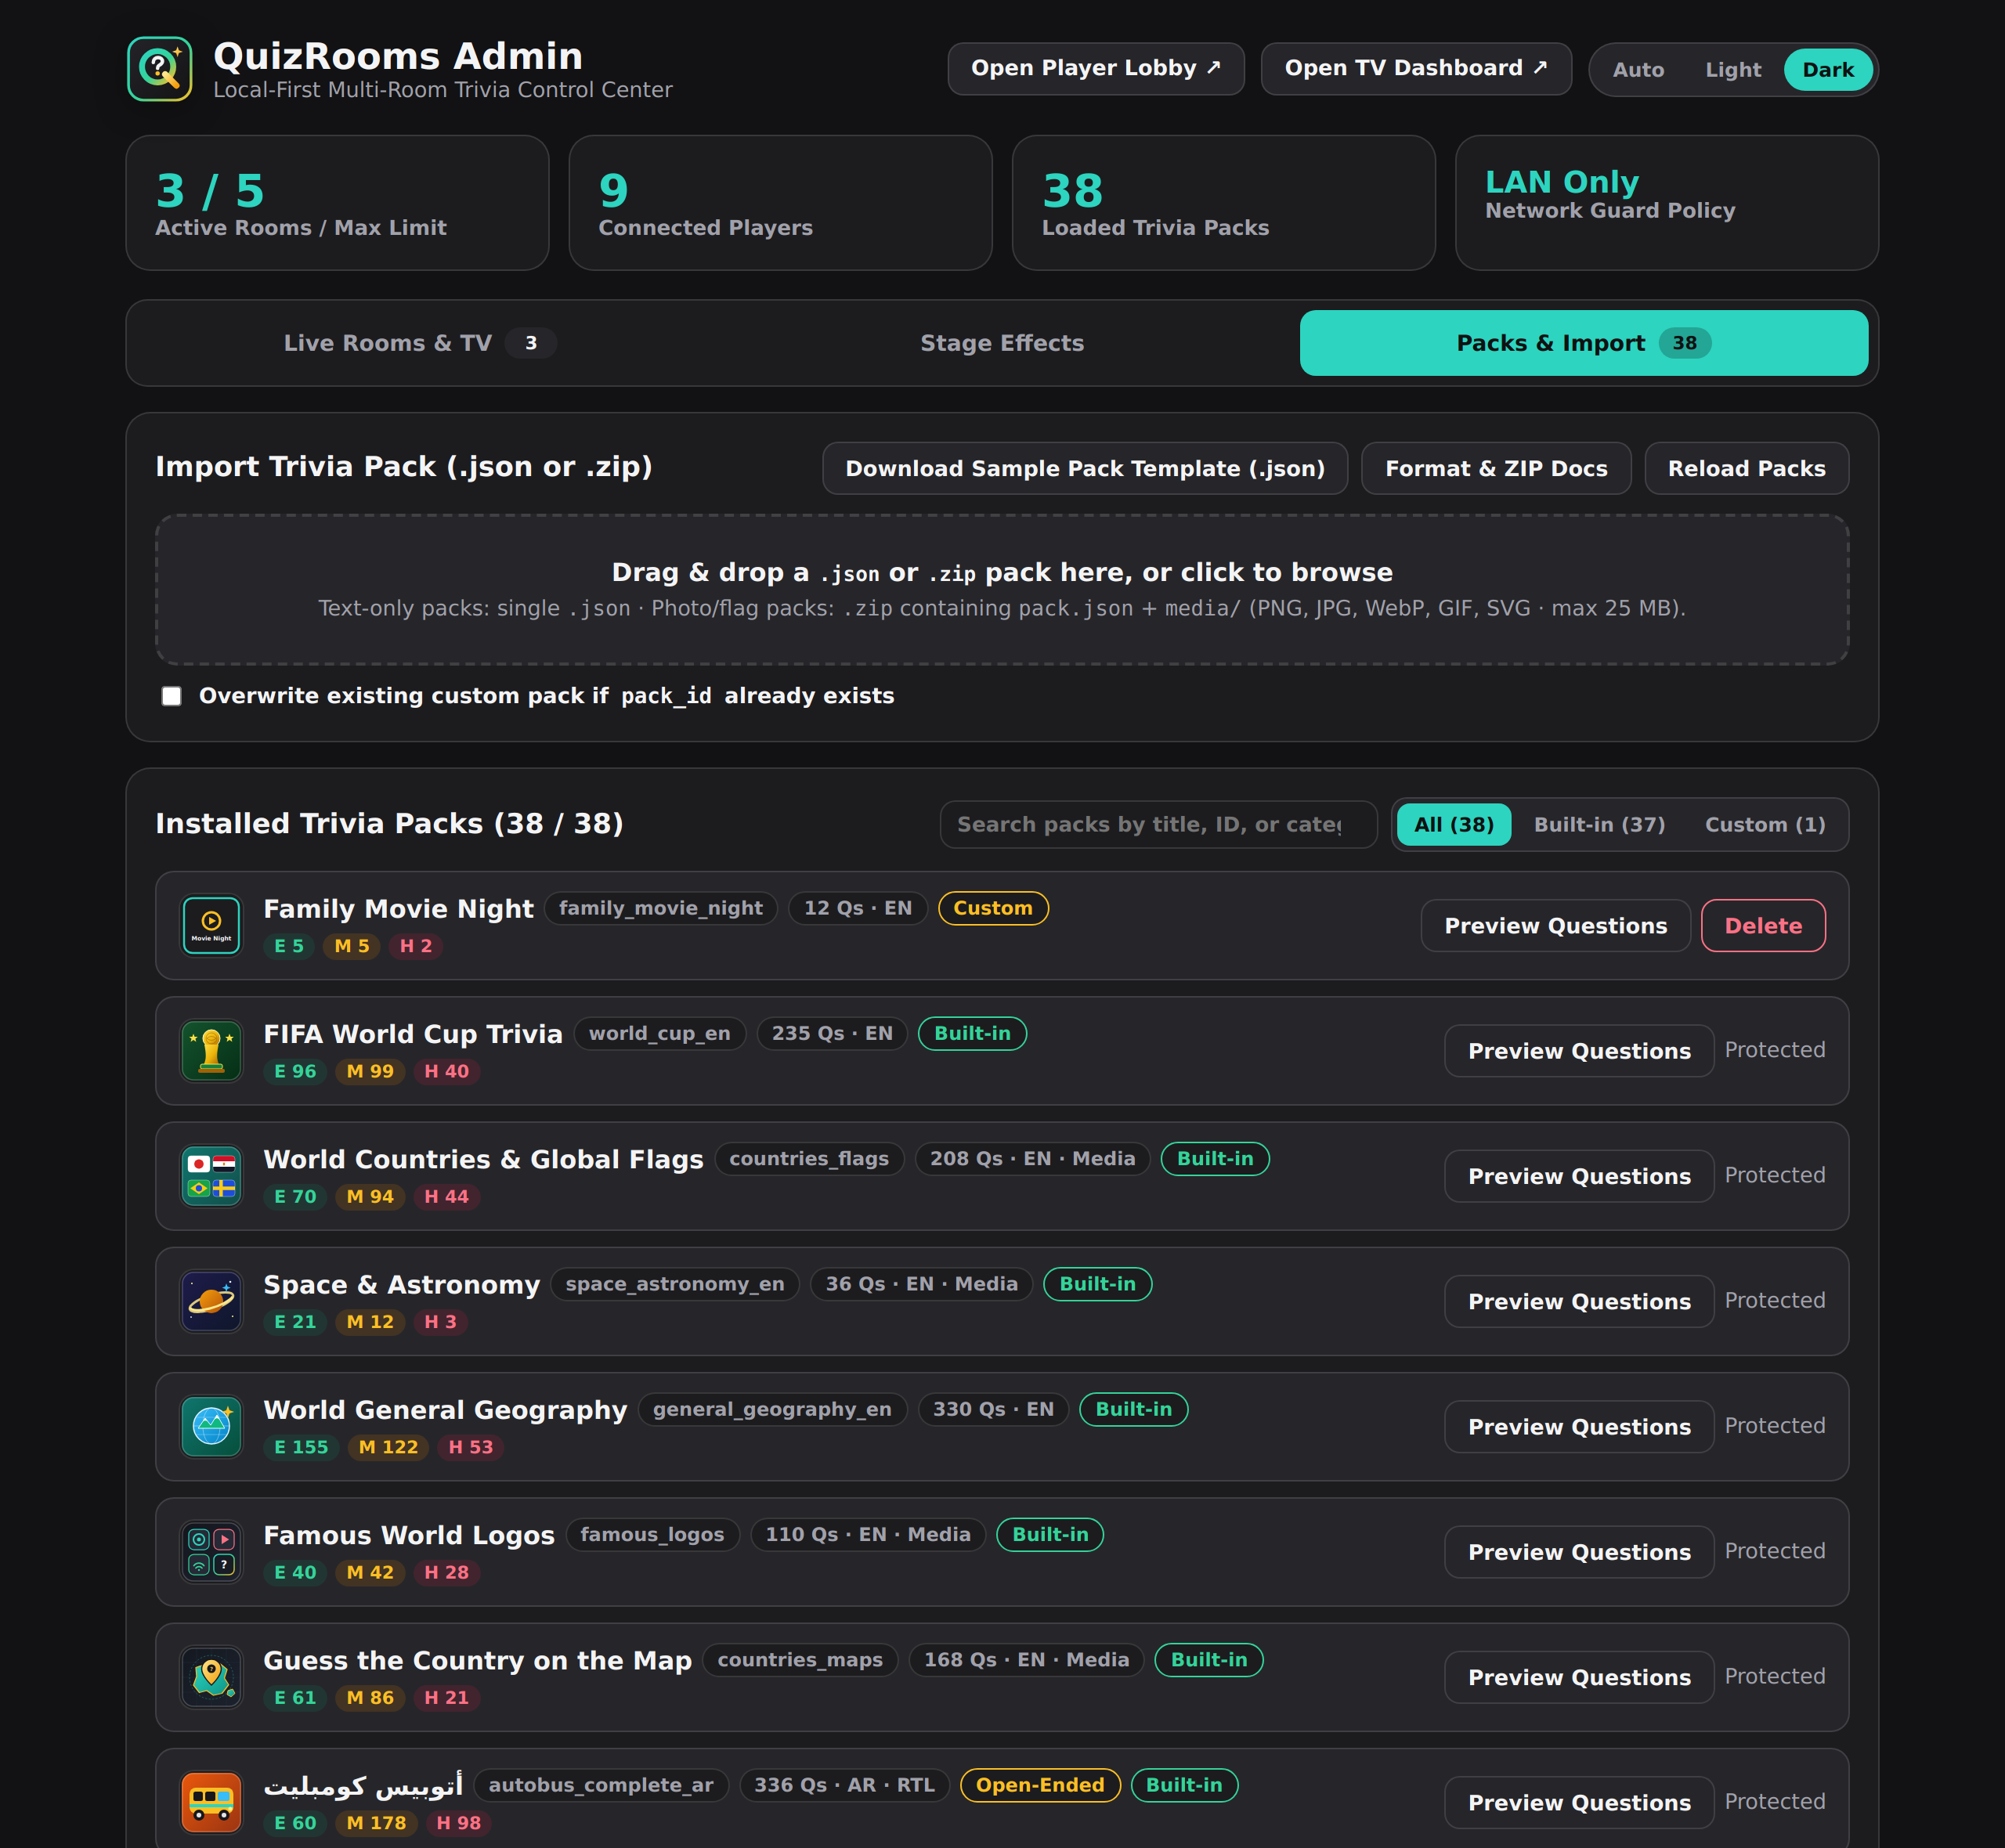 QuizRooms Admin
Local-First Multi-Room Trivia Control Center
Open Player Lobby ↗
Open TV Dashboard ↗
Auto Light Dark
3 / 5
Active Rooms / Max Limit
9
Connected Players
38
Loaded Trivia Packs
LAN Only
Network Guard Policy
Live Rooms & TV 3
Stage Effects
Packs & Import 38
Import Trivia Pack (.json or .zip)
Download Sample Pack Template (.json)
Format & ZIP Docs
Reload Packs
Drag & drop a .json or .zip pack here, or click to browse
Text-only packs: single .json · Photo/flag packs: .zip containing pack.json + media/ (PNG, JPG, WebP, GIF, SVG · max 25 MB).
Overwrite existing custom pack if pack_id already exists
Installed Trivia Packs (38 / 38)
Search packs by title, ID, or categ
All (38) Built-in (37) Custom (1)
Movie Night
Family Movie Night family_movie_night 12 Qs · EN Custom
E 5 M 5 H 2
Preview Questions Delete
FIFA World Cup Trivia world_cup_en 235 Qs · EN Built-in
E 96 M 99 H 40
Preview Questions Protected
World Countries & Global Flags countries_flags 208 Qs · EN · Media Built-in
E 70 M 94 H 44
Preview Questions Protected
Space & Astronomy space_astronomy_en 36 Qs · EN · Media Built-in
E 21 M 12 H 3
Preview Questions Protected
World General Geography general_geography_en 330 Qs · EN Built-in
E 155 M 122 H 53
Preview Questions Protected
Famous World Logos famous_logos 110 Qs · EN · Media Built-in
E 40 M 42 H 28
Preview Questions Protected
Guess the Country on the Map countries_maps 168 Qs · EN · Media Built-in
E 61 M 86 H 21
Preview Questions Protected
أتوبيس كومبليت autobus_complete_ar 336 Qs · AR · RTL Open-Ended Built-in
E 60 M 178 H 98
Preview Questions Protected